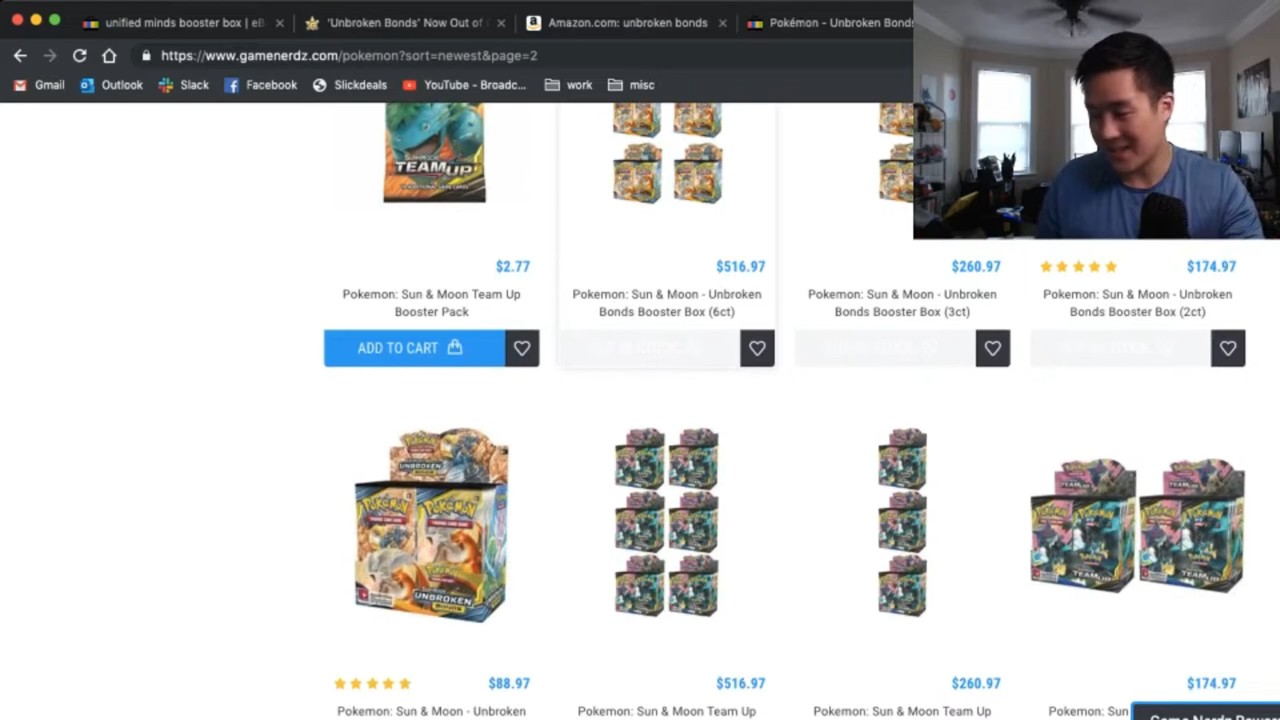 unified minds booster box | eB
'Unbroken Bonds' Now Out of
Amazon.com: unbroken bonds
Pokémon - Unbroken Bonds
https://www.gamenerdz.com/pokemon?sort=newest&page=2
Gmail
Outlook
Slack
Facebook
Slickdeals
YouTube - Broadc...
work
misc
TEAM UP
$2.77
$516.97
$260.97
$174.97
Pokemon: Sun & Moon Team Up
Booster Pack
Pokemon: Sun & Moon - Unbroken
Bonds Booster Box (6ct)
Pokemon: Sun & Moon - Unbroken
Bonds Booster Box (3ct)
Pokemon: Sun & Moon - Unbroken
Bonds Booster Box (2ct)
ADD TO CART
POKÉMON
UNBROKEN
BONDS
TEAM UP
$88.97
$516.97
$260.97
$174.97
Pokemon: Sun & Moon - Unbroken
Pokemon: Sun & Moon Team Up
Pokemon: Sun & Moon Team Up
Pokemon: Sun